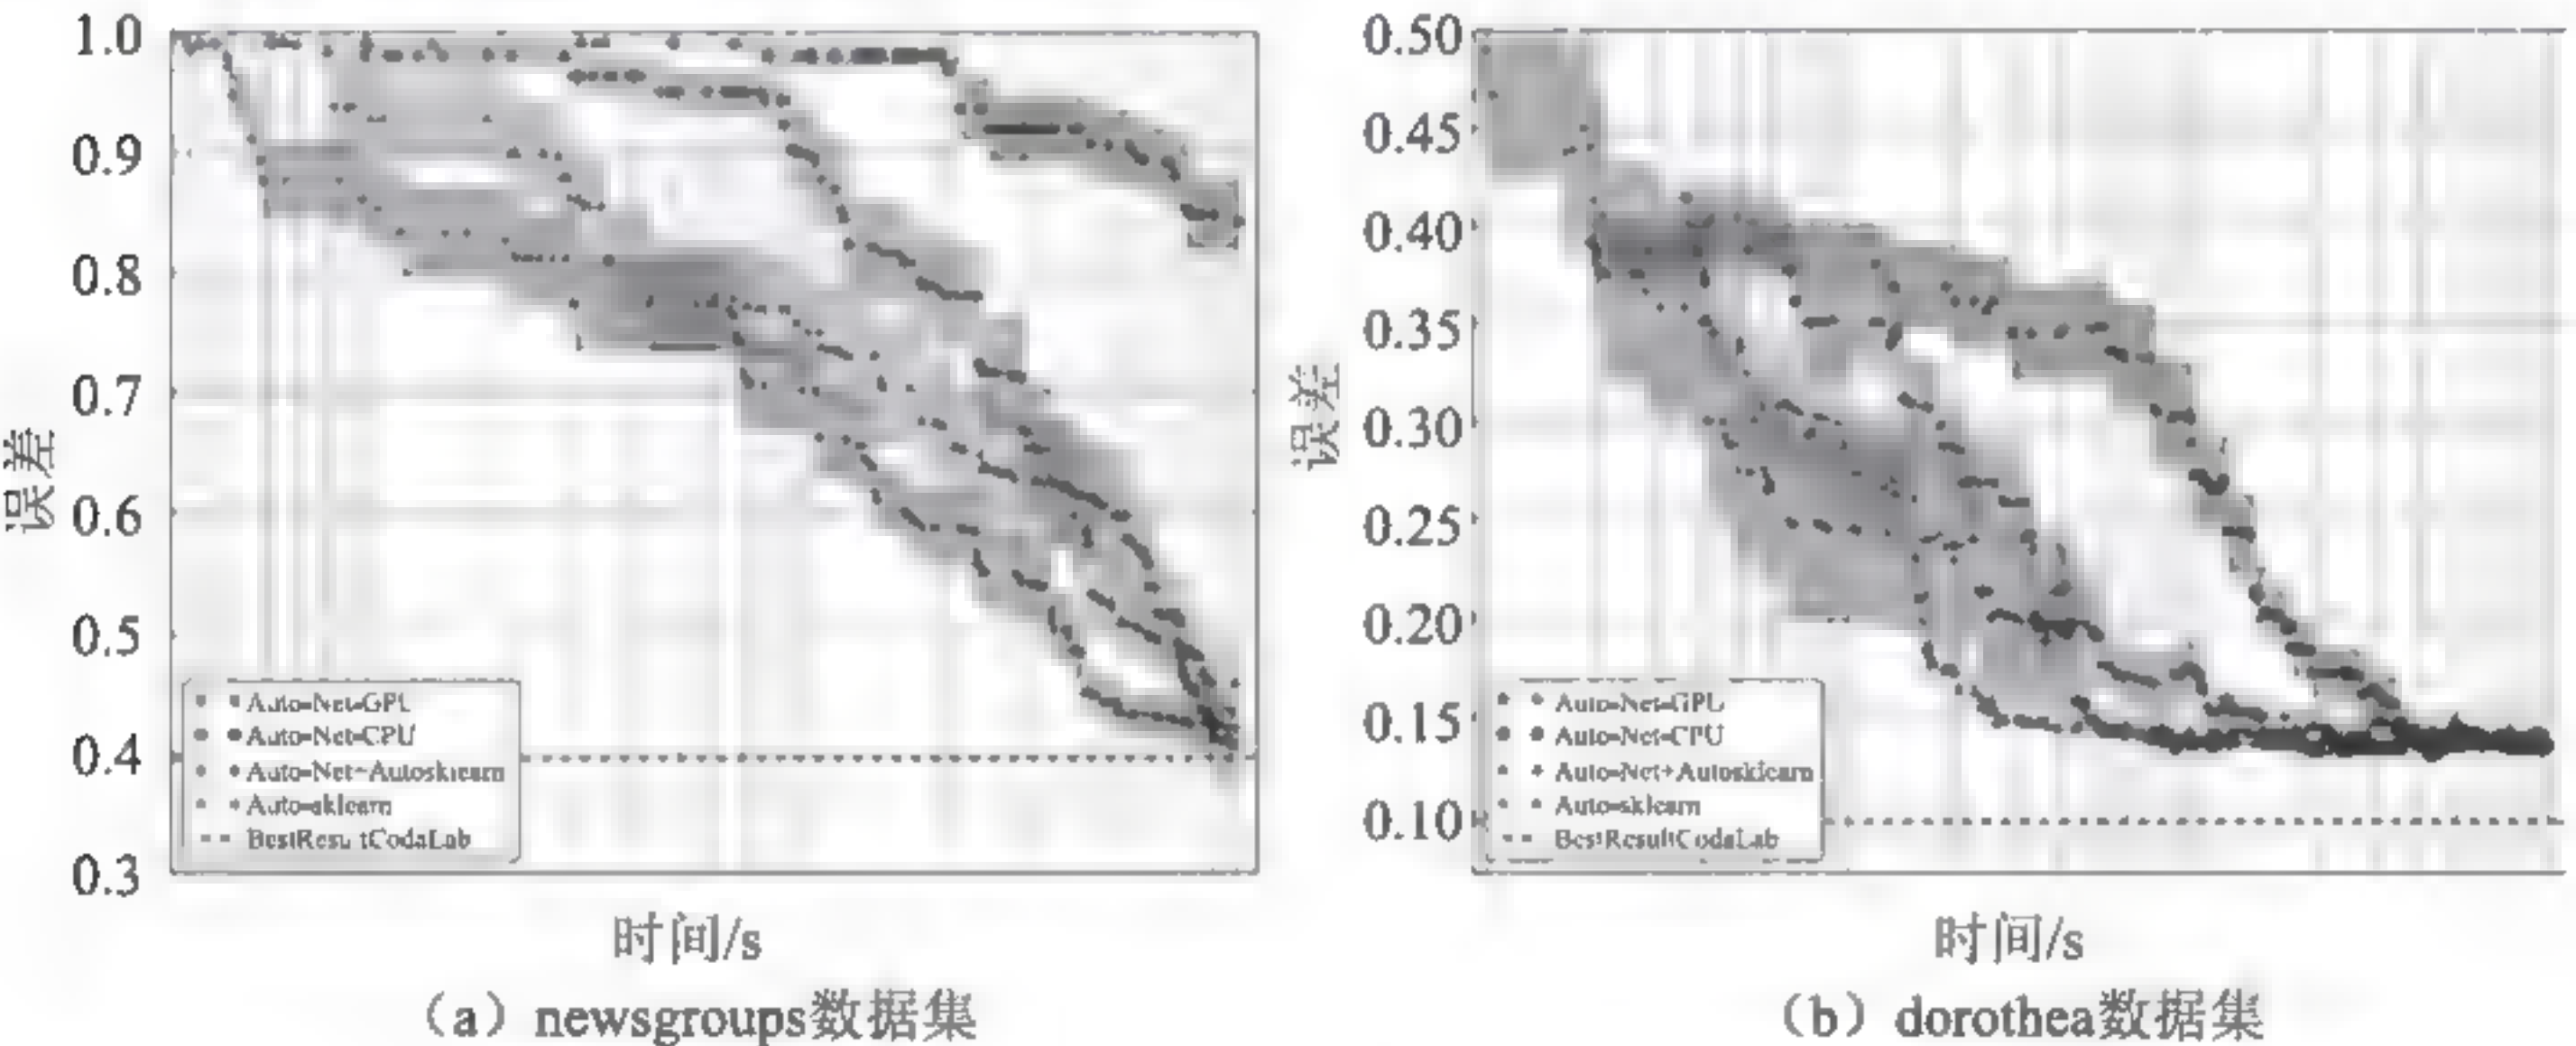 1.0
0.9
0.8
0.7
0.6
0.5
0.4
0.3
误差
Auto-Net-GPU
Auto-Net-CPU
Auto-Net+Autosklearn
Auto-sklearn
BestResultCodaLab
时间/s
（a）newsgroups数据集
0.50
0.45
0.40
0.35
0.30
0.25
0.20
0.15
0.10
误差
Auto-Net-GPU
Auto-Net-CPU
Auto-Net+Autosklearn
Auto-sklearn
BestResultCodaLab
时间/s
（b）dorothea数据集